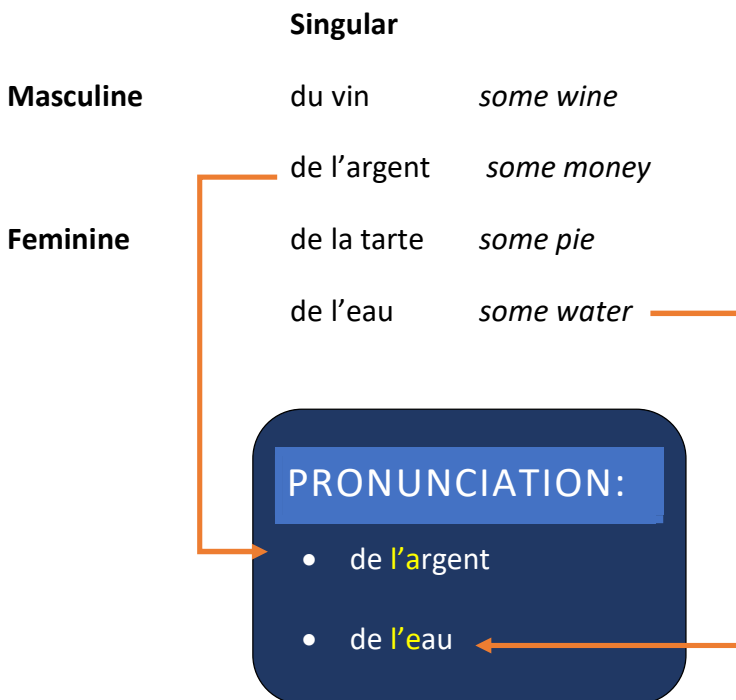 Singular
Masculine du vin some wine
de l’argent some money
Feminine de la tarte some pie
de l’eau some water
PRONUNCIATION:
• de l’argent
• de l’eau